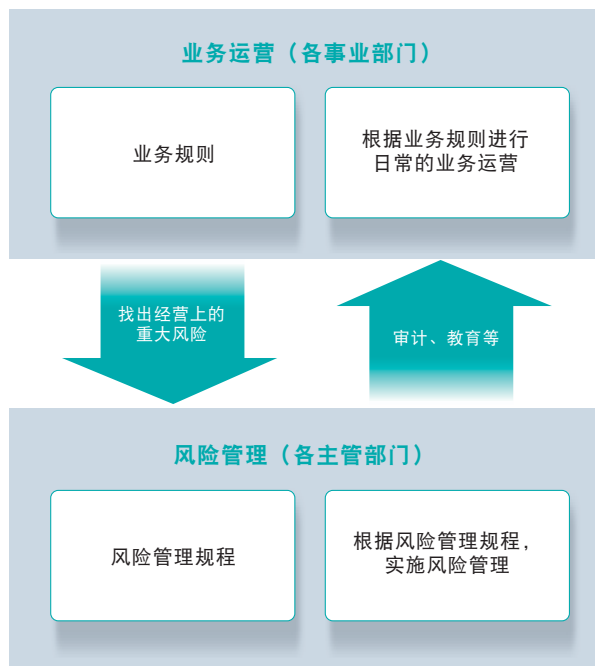 业务运营（各事业部门）
业务规则
根据业务规则进行
日常的业务运营
找出经营上的
重大风险
审计、教育等
风险管理（各主管部门）
风险管理规程
根据风险管理规程，
实施风险管理